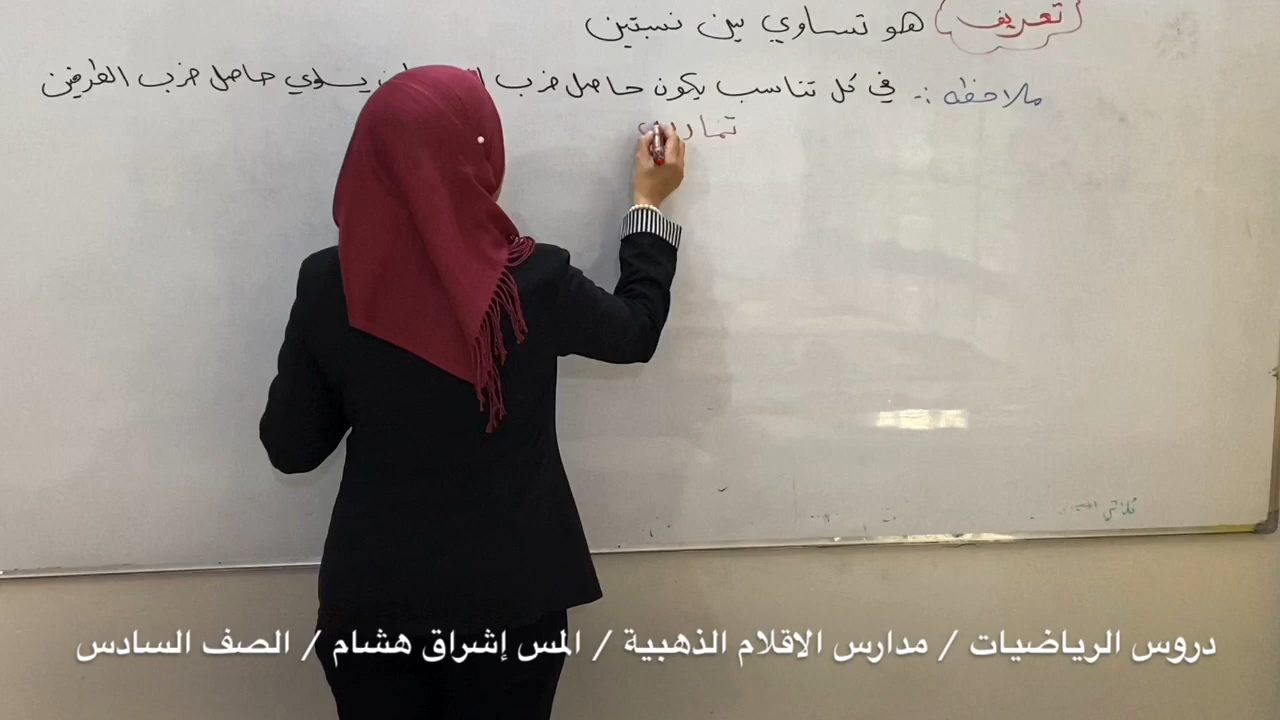 تعريف هو تساوي بين نسبتين
ملاحظه :- في كل تناسب يكون حاصل ضرب يساوي حاصل ضرب الطرفين
دروس الرياضيات / مدارس الاقلام الذهبية / المس إشراق هشام / الصف السادس